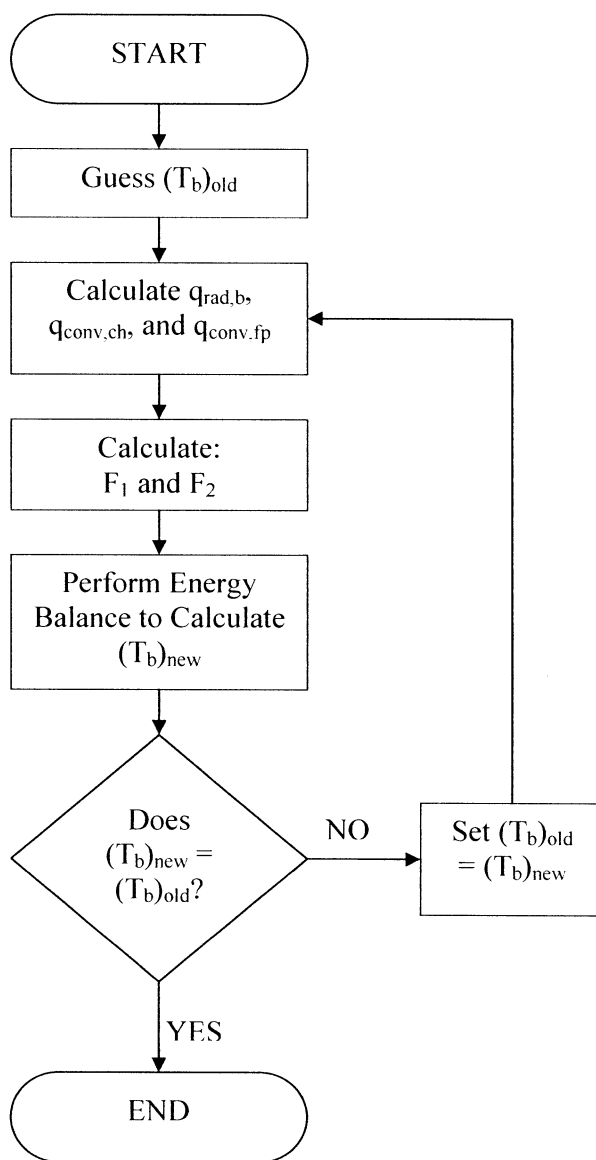 START
Guess (T_b)_old
Calculate q_rad,b,
q_conv,ch, and q_conv,fp
Calculate:
F_1 and F_2
Perform Energy
Balance to Calculate
(T_b)_new
Does
(T_b)_new =
(T_b)_old?
NO
Set (T_b)_old
= (T_b)_new
YES
END